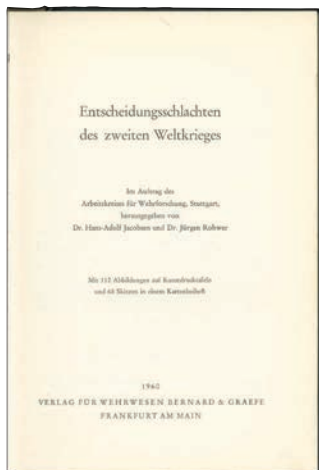 Entscheidungsschlachten
des zweiten Weltkrieges
Im Auftrag des
Arbeitskreises für Wehrforschung, Stuttgart,
herausgegeben von
Dr. Hans-Adolf Jacobsen und Dr. Jürgen Rohwer
Mit 112 Abbildungen auf Kunstdrucktafeln
und 68 Skizzen in einem Kartenbeiheft
1960
VERLAG FÜR WEHRWESEN BERNARD & GRAEFE
FRANKFURT AM MAIN